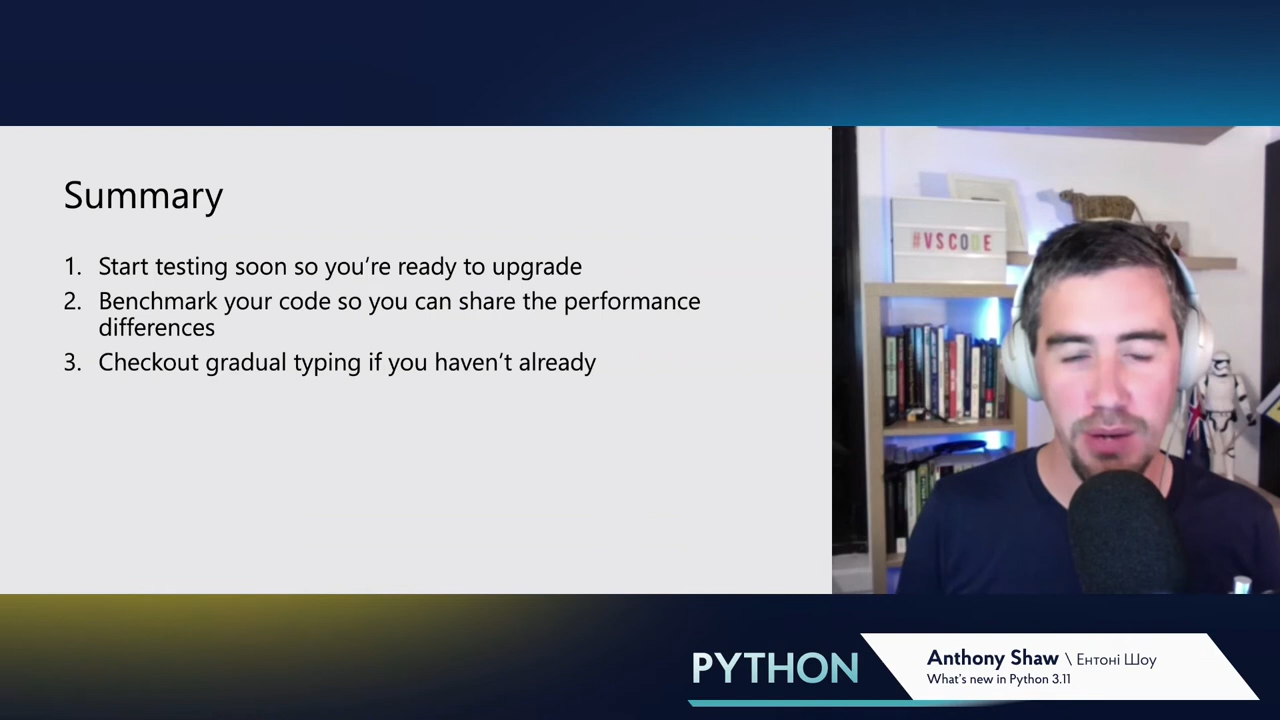 Summary
1. Start testing soon so you're ready to upgrade
2. Benchmark your code so you can share the performance
differences
3. Checkout gradual typing if you haven't already
#VSCODE
PYTHON
Anthony Shaw \ Ентоні Шоу
What's new in Python 3.11